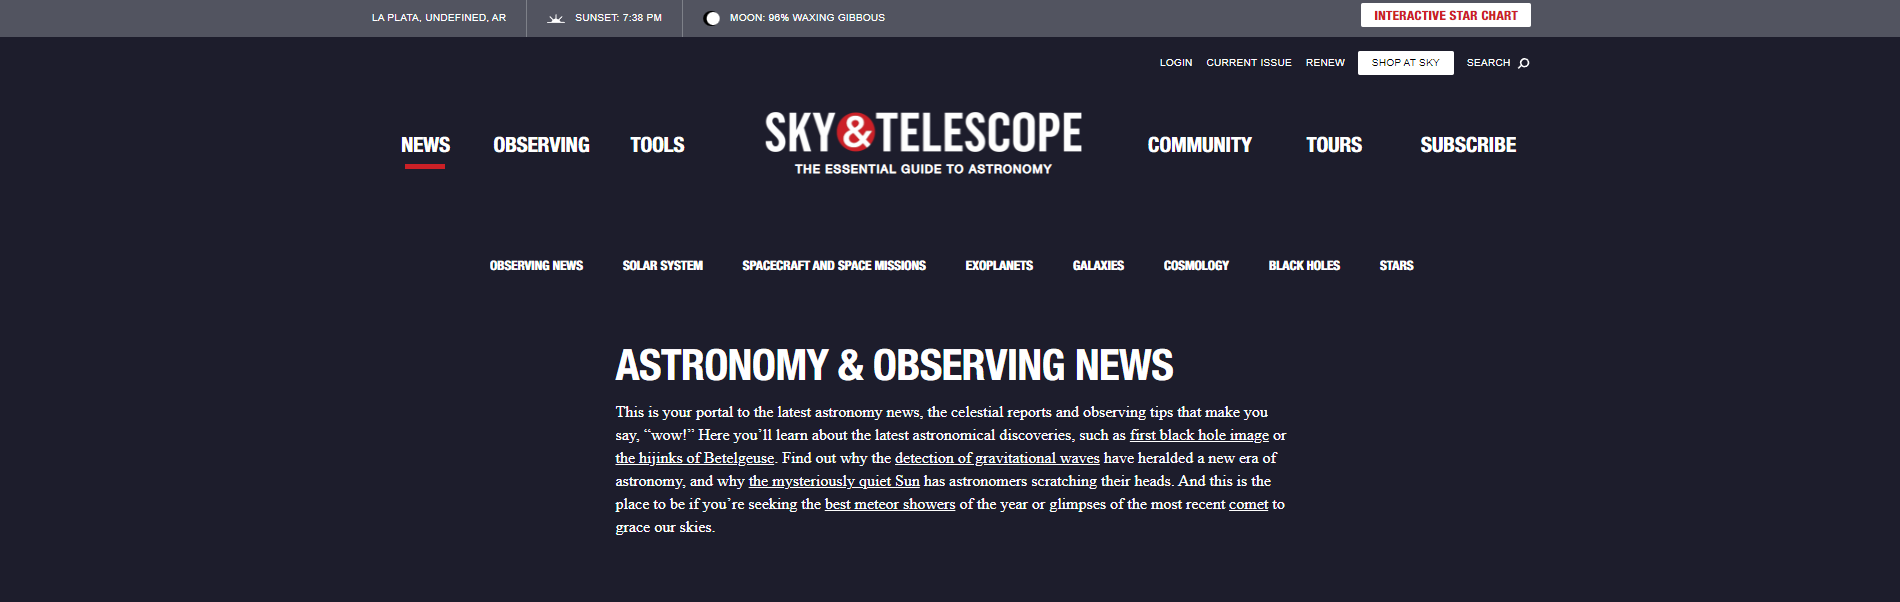 LA PLATA, UNDEFINED, AR
SUNSET: 7:38 PM
MOON: 96% WAXING GIBBOUS
INTERACTIVE STAR CHART
LOGIN
CURRENT ISSUE
RENEW
SHOP AT SKY
SEARCH
NEWS
OBSERVING
TOOLS
SKY&TELESCOPE
THE ESSENTIAL GUIDE TO ASTRONOMY
COMMUNITY
TOURS
SUBSCRIBE
OBSERVING NEWS
SOLAR SYSTEM
SPACECRAFT AND SPACE MISSIONS
EXOPLANETS
GALAXIES
COSMOLOGY
BLACK HOLES
STARS
ASTRONOMY & OBSERVING NEWS
This is your portal to the latest astronomy news, the celestial reports and observing tips that make you
say, “wow!” Here you’ll learn about the latest astronomical discoveries, such as first black hole image or
the hijinks of Betelgeuse. Find out why the detection of gravitational waves have heralded a new era of
astronomy, and why the mysteriously quiet Sun has astronomers scratching their heads. And this is the
place to be if you’re seeking the best meteor showers of the year or glimpses of the most recent comet to
grace our skies.